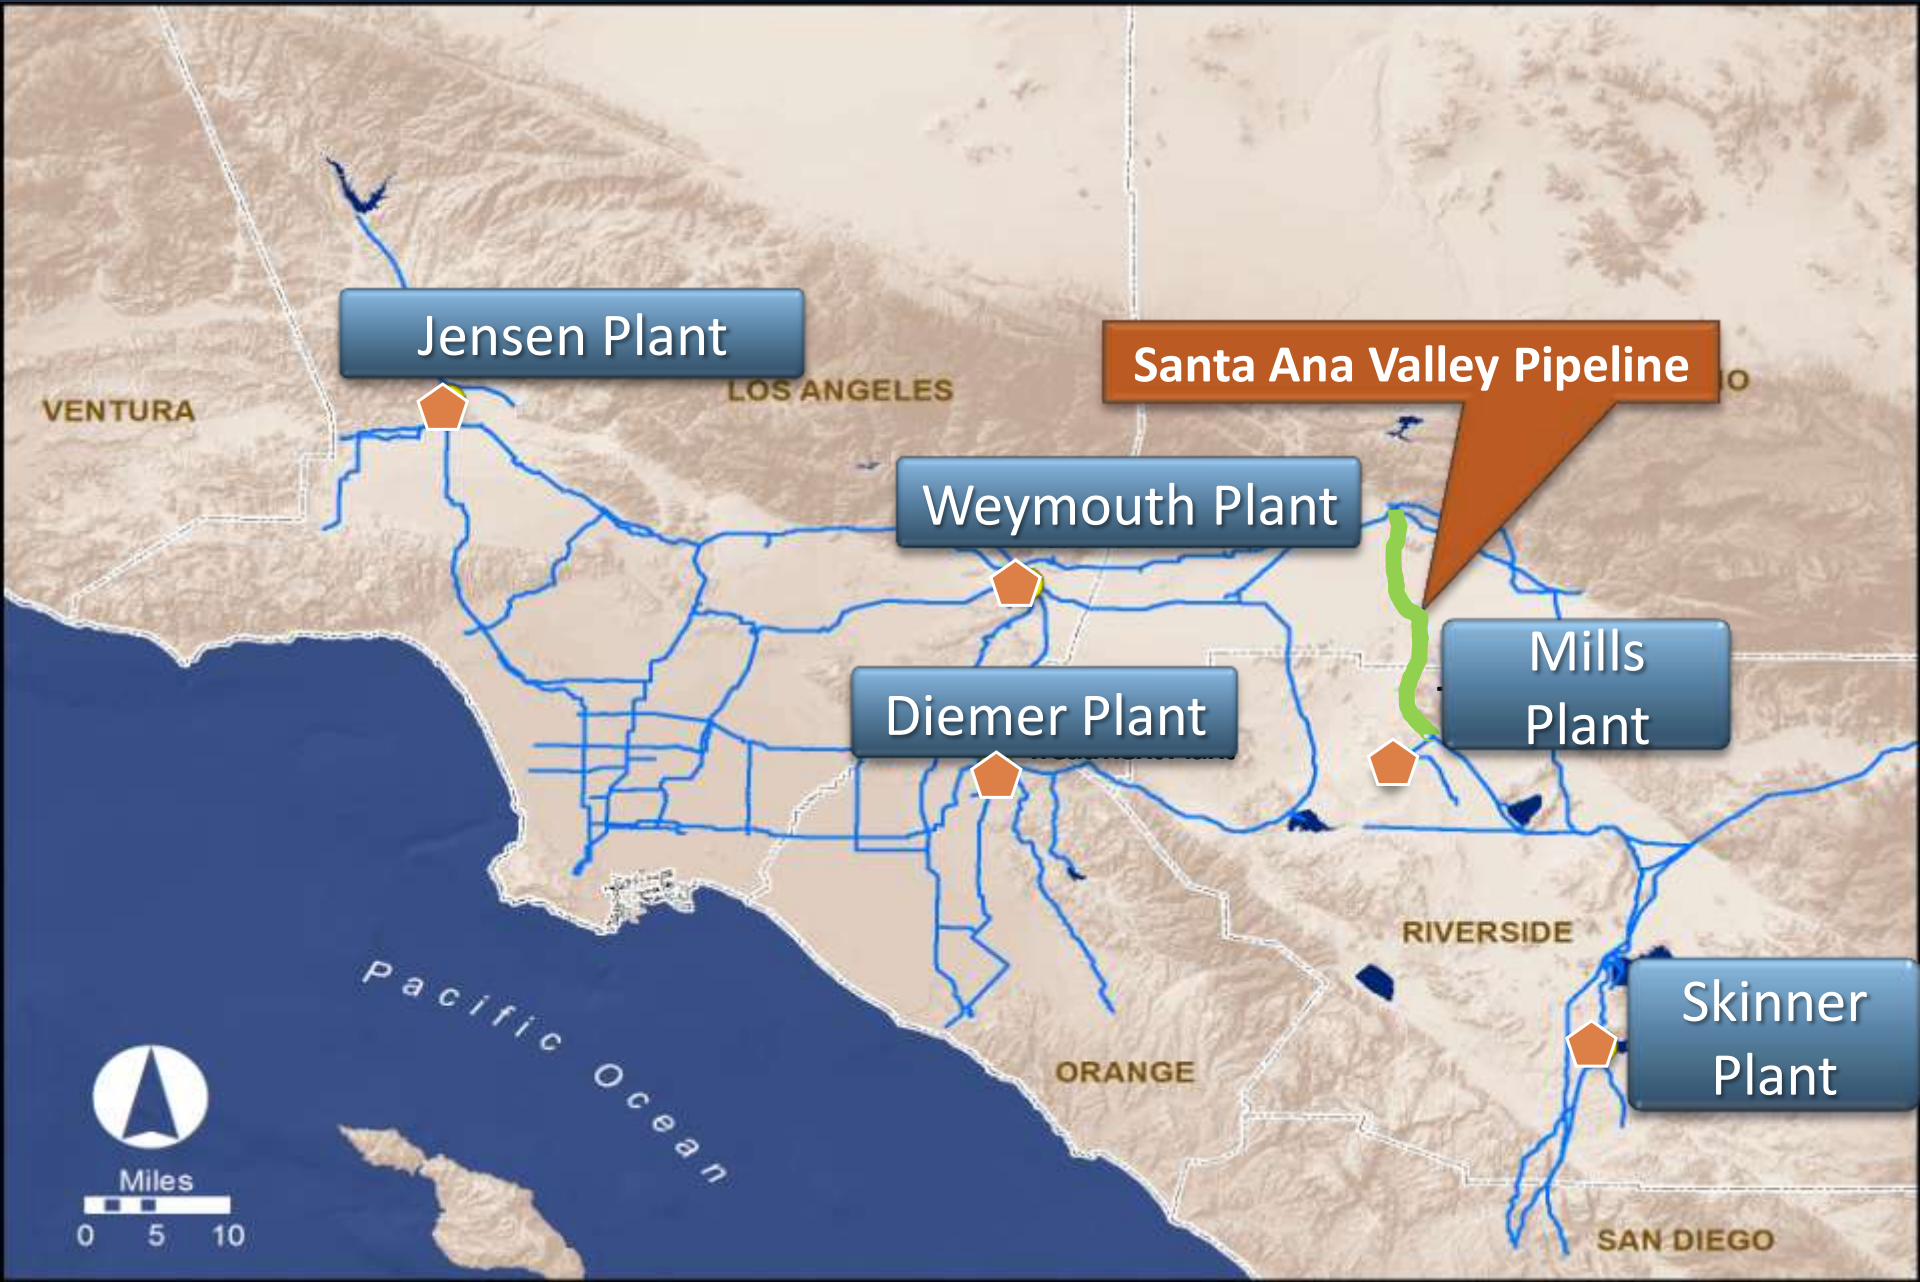 Jensen Plant
LOS ANGELES
VENTURA
Santa Ana Valley Pipeline
IO
Weymouth Plant
Mills
Plant
Diemer Plant
RIVERSIDE
Skinner
Plant
Pacific Ocean
ORANGE
Miles
0 5 10
SAN DIEGO